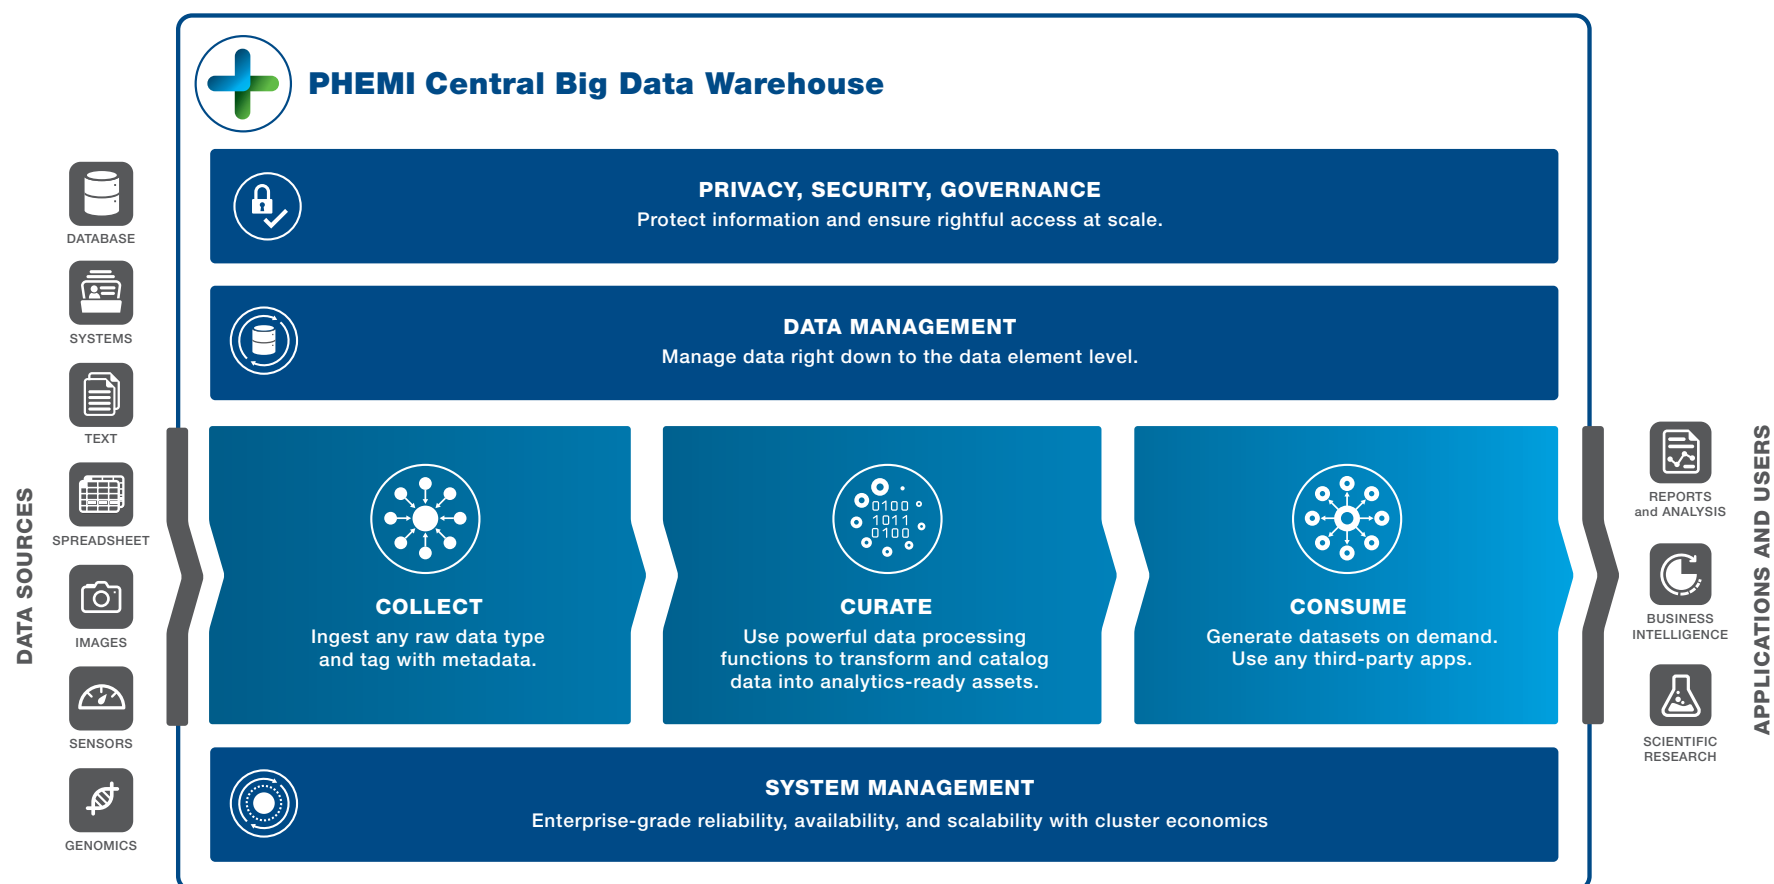 PHEMI Central Big Data Warehouse
PRIVACY, SECURITY, GOVERNANCE
Protect information and ensure rightful access at scale.
DATA MANAGEMENT
Manage data right down to the data element level.
DATA SOURCES
DATABASE
SYSTEMS
TEXT
SPREADSHEET
IMAGES
SENSORS
GENOMICS
COLLECT
Ingest any raw data type
and tag with metadata.
0100
1011
0100
CURATE
Use powerful data processing
functions to transform and catalog
data into analytics-ready assets.
CONSUME
Generate datasets on demand.
Use any third-party apps.
SYSTEM MANAGEMENT
Enterprise-grade reliability, availability, and scalability with cluster economics
REPORTS
and ANALYSIS
BUSINESS
INTELLIGENCE
SCIENTIFIC
RESEARCH
APPLICATIONS AND USERS